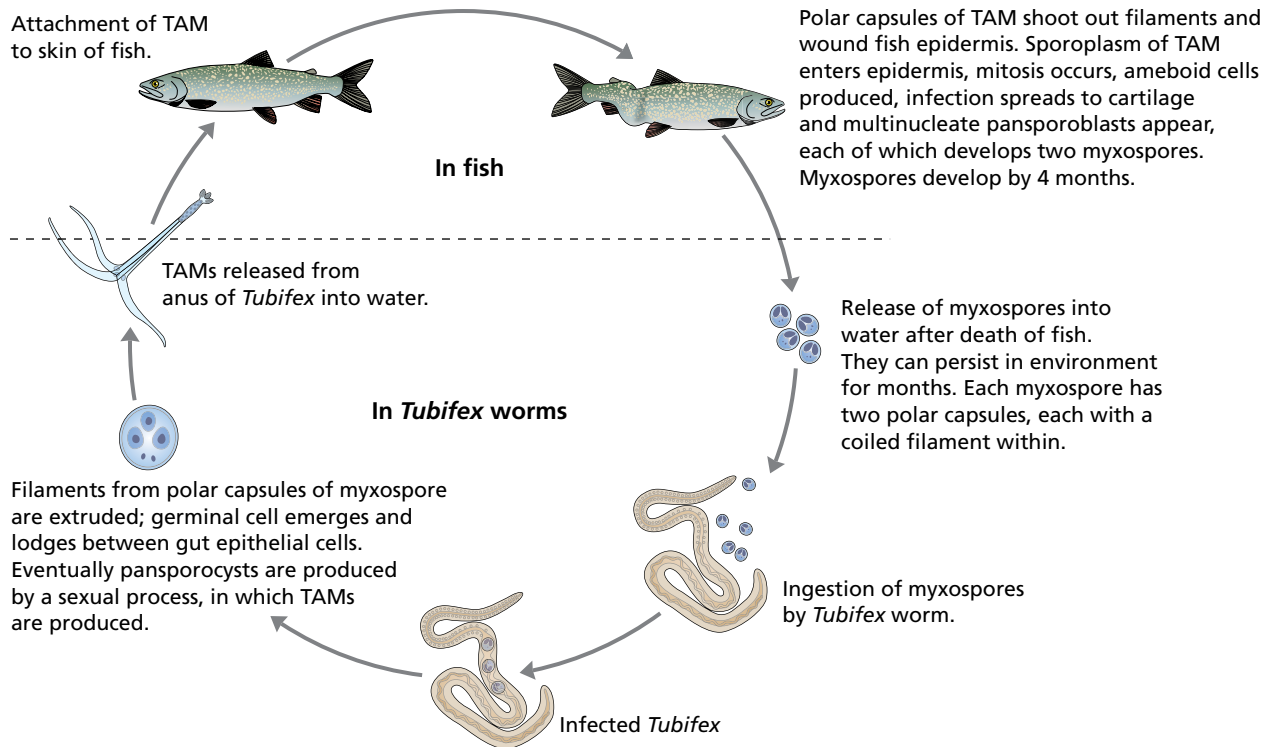 Attachment of TAM
to skin of fish.
Polar capsules of TAM shoot out filaments and
wound fish epidermis. Sporoplasm of TAM
enters epidermis, mitosis occurs, ameboid cells
produced, infection spreads to cartilage
and multinucleate pansporoblasts appear,
each of which develops two myxospores.
Myxospores develop by 4 months.
In fish
TAMs released from
anus of Tubifex into water.
Release of myxospores into
water after death of fish.
They can persist in environment
for months. Each myxospore has
two polar capsules, each with a
coiled filament within.
In Tubifex worms
Filaments from polar capsules of myxospore
are extruded; germinal cell emerges and
lodges between gut epithelial cells.
Eventually pansporocysts are produced
by a sexual process, in which TAMs
are produced.
Ingestion of myxospores
by Tubifex worm.
Infected Tubifex